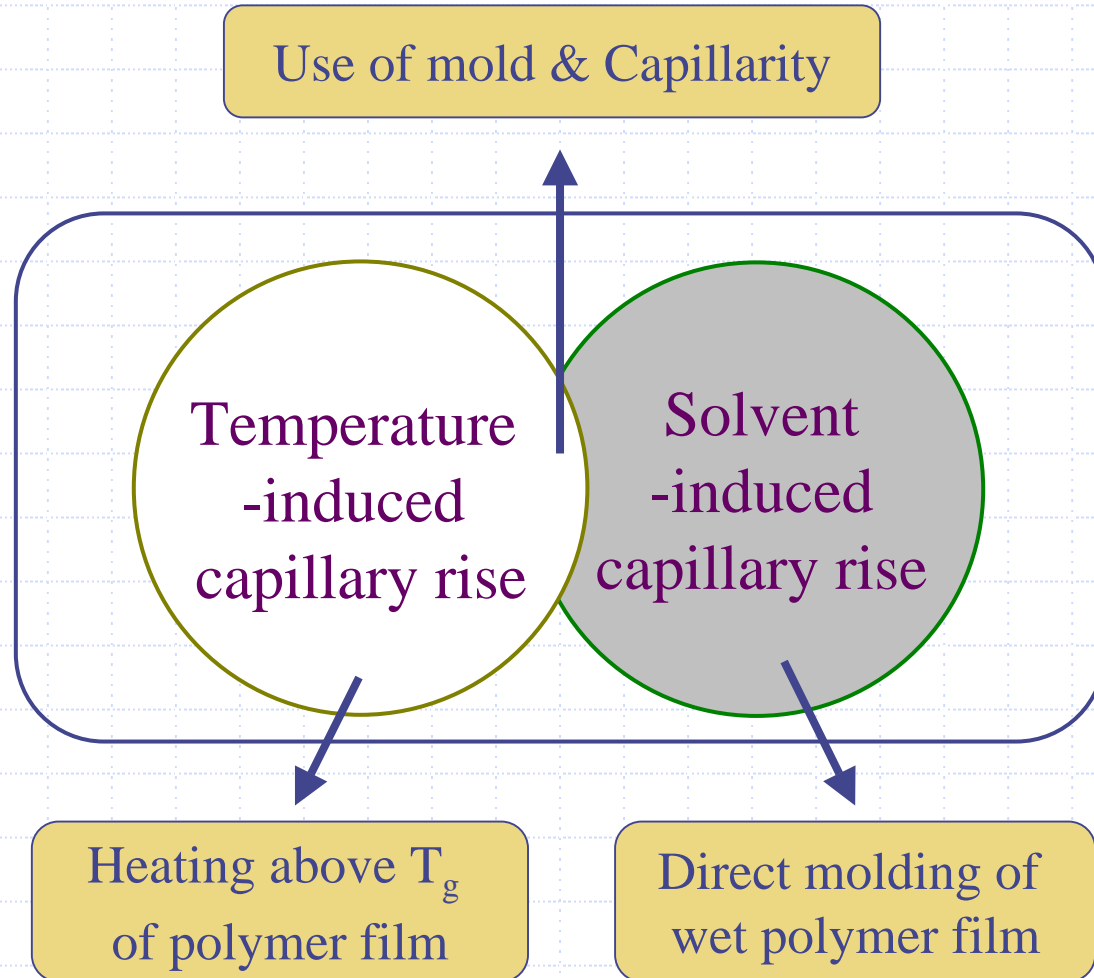 Use of mold & Capillarity
Temperature
-induced
capillary rise
Solvent
-induced
capillary rise
Heating above Tg
of polymer film
Direct molding of
wet polymer film